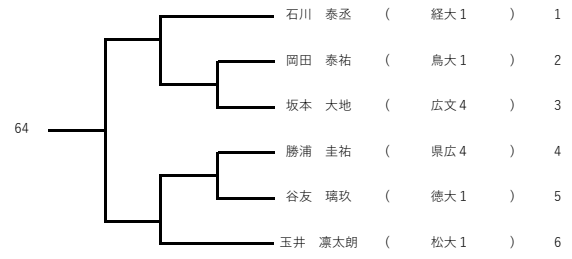 石川　泰丞　(　経大1　)　1
岡田　泰祐　(　鳥大1　)　2
坂本　大地　(　広文4　)　3
64
勝浦　圭祐　(　県広4　)　4
谷友　璃玖　(　徳大1　)　5
玉井　凛太朗　(　松大1　)　6